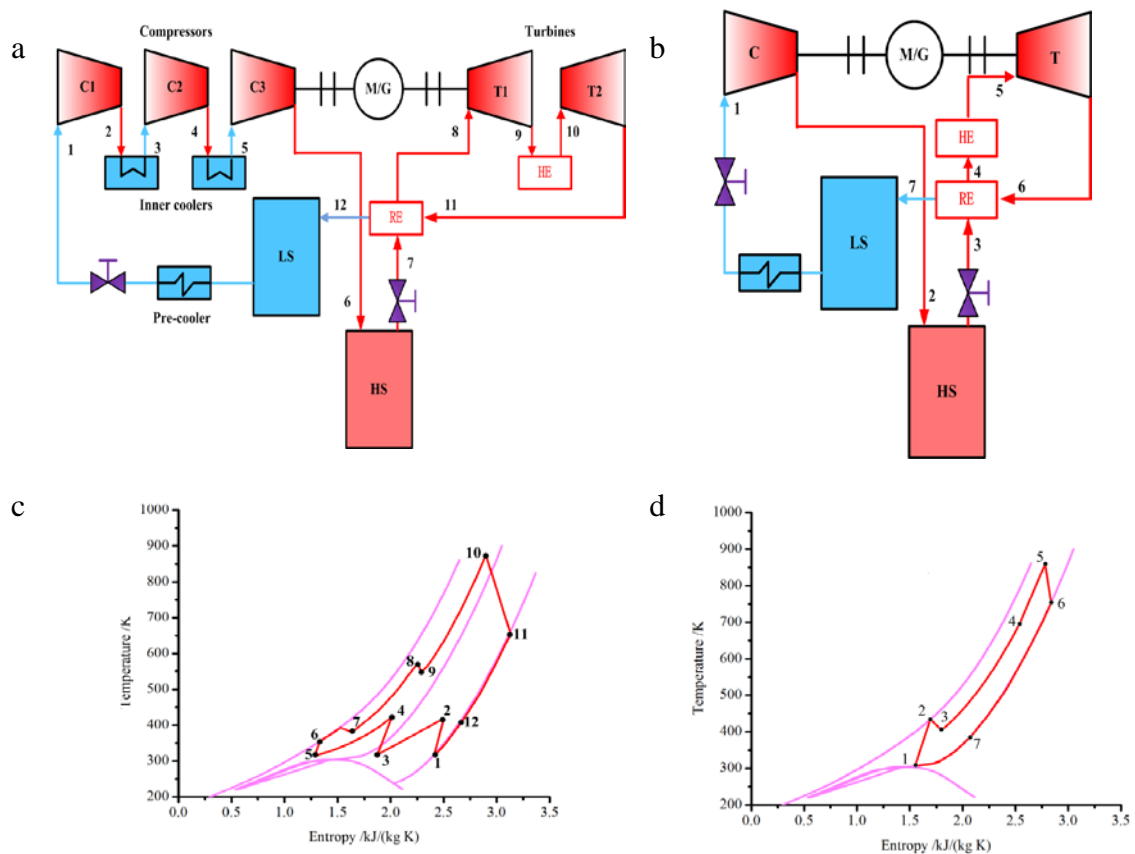 a
Compressors
Turbines
C1
C2
C3
M/G
T1
T2
1
2
3
4
5
6
8
9
10
HE
Inner coolers
12
RE
11
LS
7
Pre-cooler
HS
b
C
M/G
T
1
5
HE
4
7
RE
6
LS
3
2
HS
c
1000
900
800
700
600
500
400
300
200
Temperature /K
0.0
0.5
1.0
1.5
2.0
2.5
3.0
3.5
Entropy /kJ/(kg K)
10
11
8
9
7
6
4
2
12
5
3
1
d
1000
900
800
700
600
500
400
300
200
Temperature /K
0.0
0.5
1.0
1.5
2.0
2.5
3.0
3.5
Entropy /kJ/(kg K)
5
6
4
2
3
7
1